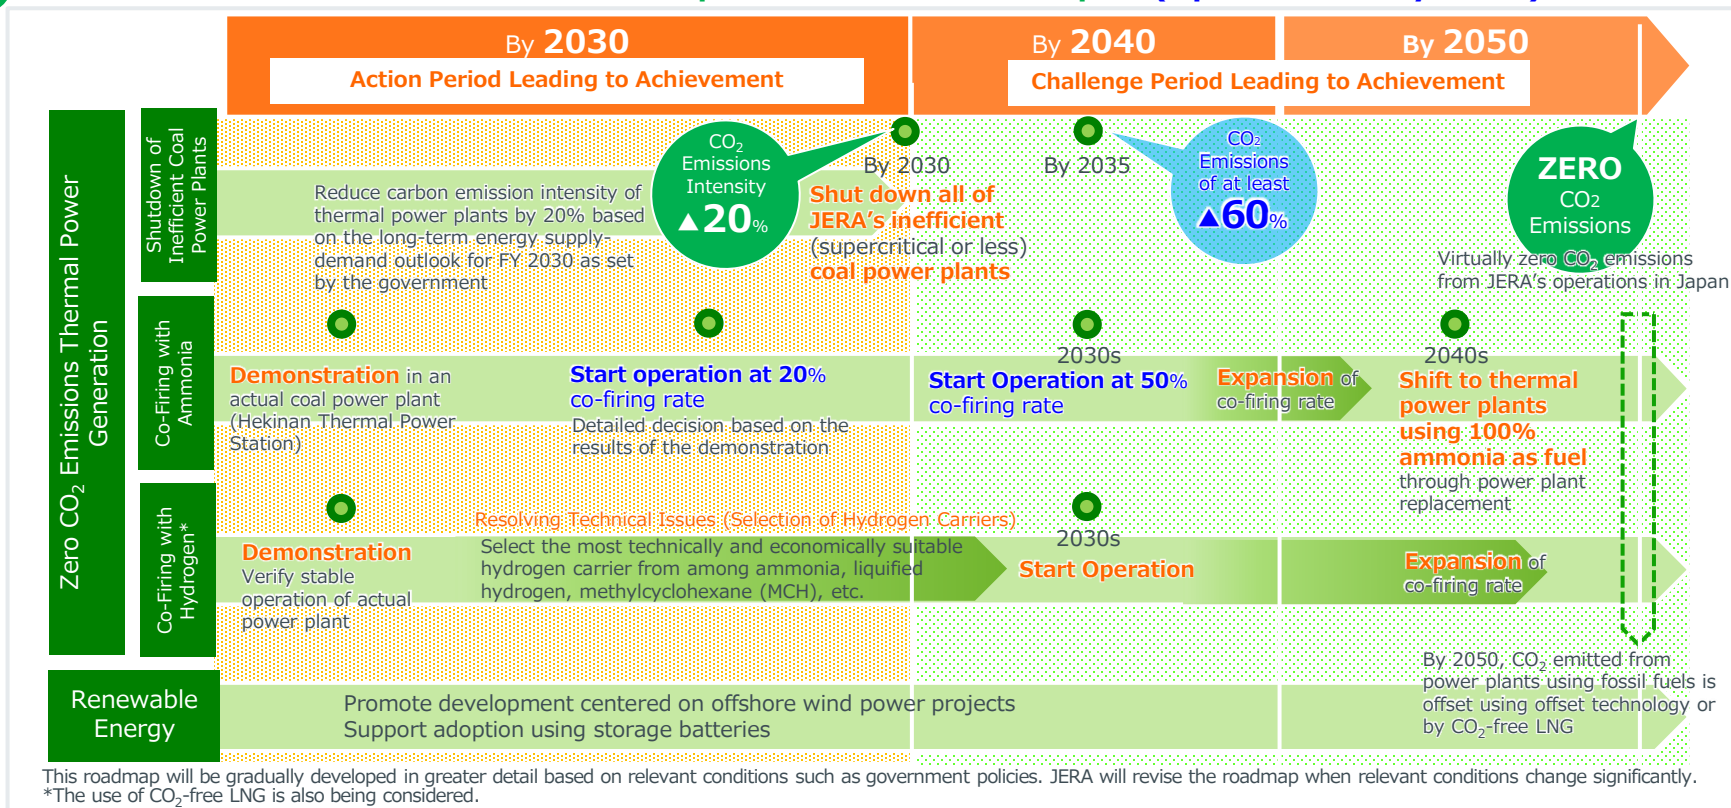 By 2030
Action Period Leading to Achievement
By 2040
By 2050
Challenge Period Leading to Achievement
Zero CO2 Emissions Thermal Power
Generation
Shutdown of
Inefficient Coal
Power Plants
Reduce carbon emission intensity of
thermal power plants by 20% based
on the long-term energy supply-
demand outlook for FY 2030 as set
by the government
CO2
Emissions
Intensity
▲20%
By 2030
Shut down all of
JERA’s inefficient
(supercritical or less)
coal power plants
By 2035
CO2
Emissions
of at least
▲60%
ZERO
CO2
Emissions
Virtually zero CO2 emissions
from JERA’s operations in Japan
Co-Firing with
Ammonia
Demonstration in an
actual coal power plant
(Hekinan Thermal Power
Station)
Start operation at 20%
co-firing rate
Detailed decision based on the
results of the demonstration
2030s
Start Operation at 50%
co-firing rate
Expansion of
co-firing rate
2040s
Shift to thermal
power plants
using 100%
ammonia as fuel
through power plant
replacement
Co-Firing with
Hydrogen*
Demonstration
Verify stable
operation of actual
power plant
Resolving Technical Issues (Selection of Hydrogen Carriers)
Select the most technically and economically suitable
hydrogen carrier from among ammonia, liquified
hydrogen, methylcyclohexane (MCH), etc.
2030s
Start Operation
Expansion of
co-firing rate
Renewable
Energy
Promote development centered on offshore wind power projects
Support adoption using storage batteries
By 2050, CO2 emitted from
power plants using fossil fuels is
offset using offset technology or
by CO2-free LNG
This roadmap will be gradually developed in greater detail based on relevant conditions such as government policies. JERA will revise the roadmap when relevant conditions change significantly.
*The use of CO2-free LNG is also being considered.